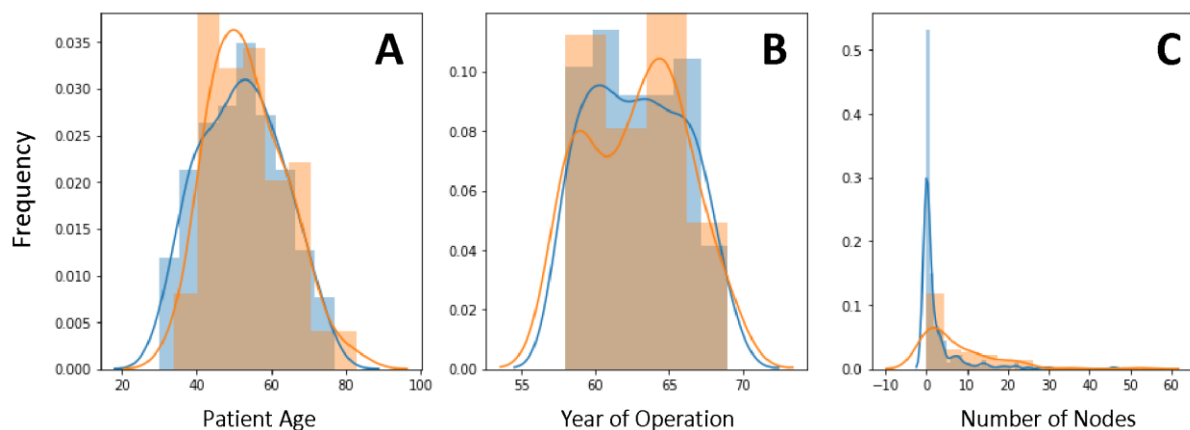 Frequency
A
0.035
0.030
0.025
0.020
0.015
0.010
0.005
0.000
20 40 60 80 100
Patient Age
B
0.10
0.08
0.06
0.04
0.02
0.00
55 60 65 70
Year of Operation
C
0.5
0.4
0.3
0.2
0.1
0.0
−10 0 10 20 30 40 50 60
Number of Nodes